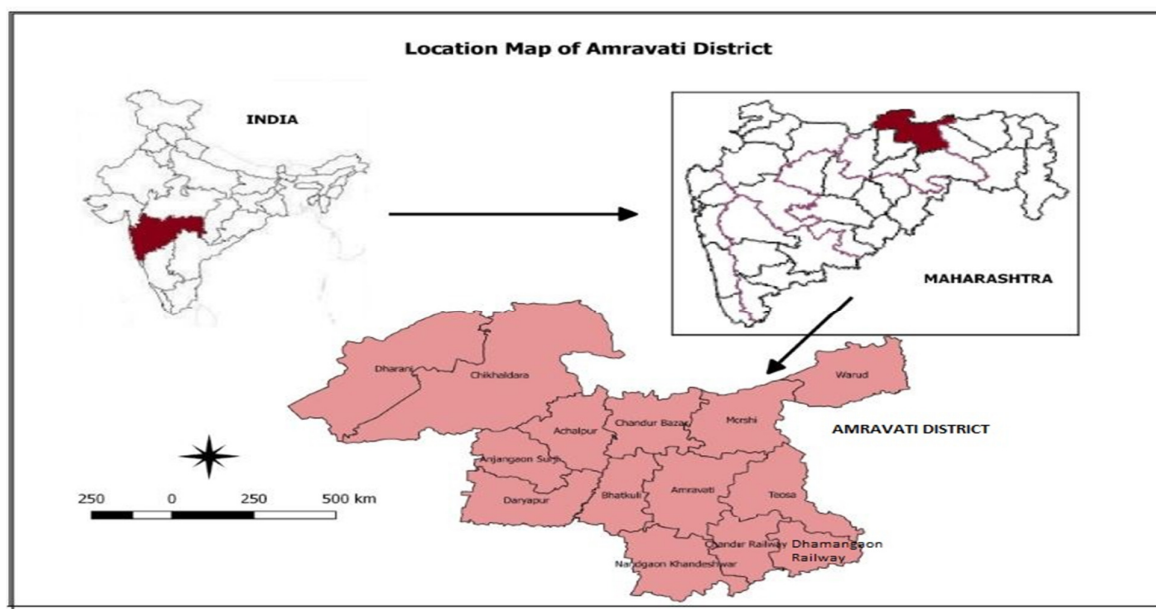 Location Map of Amravati District
INDIA
MAHARASHTRA
Dharani
Chikhaldara
Warud
Achalpur
Chandur Bazar
Morshi
AMRAVATI DISTRICT
Anjangaon Surji
Daryapur
Bhatkuli
Amravati
Teosa
250 0 250 500 km
Chandur Railway
Dhamangaon
Railway
Nandgaon Khandeshwar